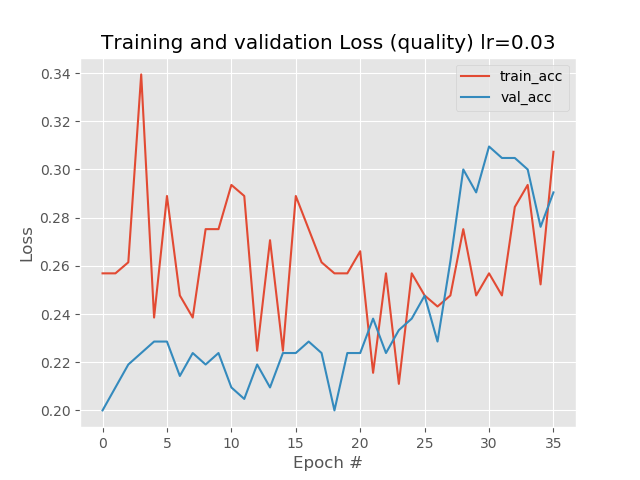 Training and validation Loss (quality) lr=0.03
train_acc
val_acc
0.34
0.32
0.30
0.28
0.26
0.24
0.22
0.20
Loss
0 5 10 15 20 25 30 35
Epoch #